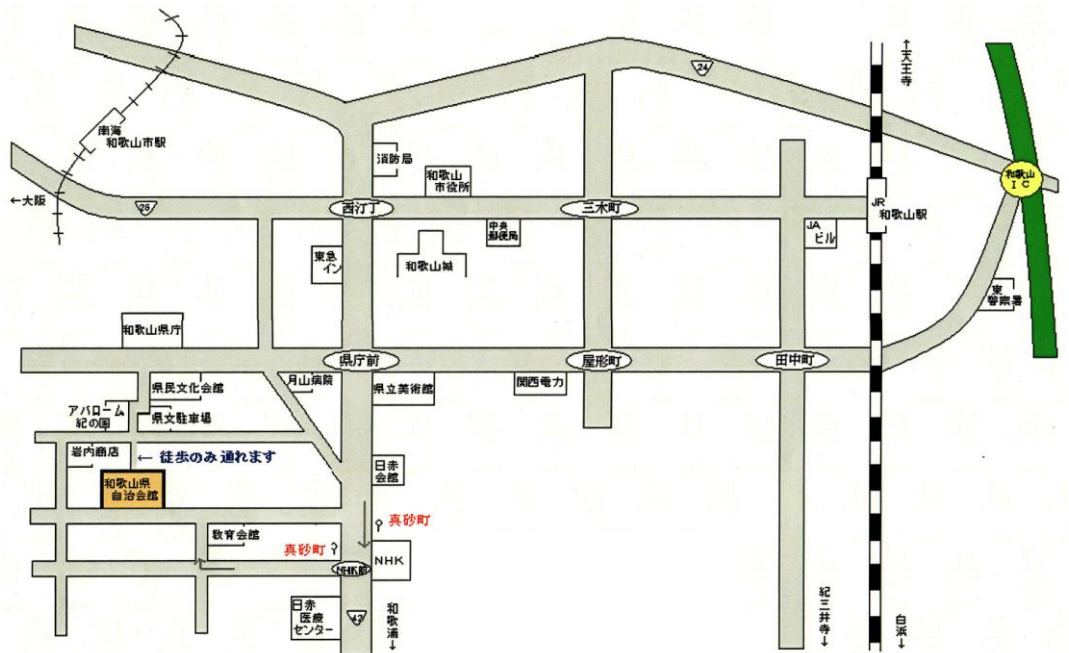 ↑天王寺
24
南海
和歌山市駅
消防局
和歌山
市役所
和歌山
IC
←大阪
26
西汀丁
三木町
JR
和歌山駅
中央
郵便局
JA
ビル
東急
イン
和歌山城
東
警察署
和歌山県庁
県庁前
屋形町
田中町
県民文化会館
月山病院
県立美術館
関西電力
アバローム
紀の國
県文駐車場
岩内商店
← 徒歩のみ通れます
日赤
会館
和歌山県
自治会館
真砂町
教育会館
真砂町
NHK
NHK前
日赤
医療
センター
42
和歌浦↓
紀三井寺↓
白浜↓